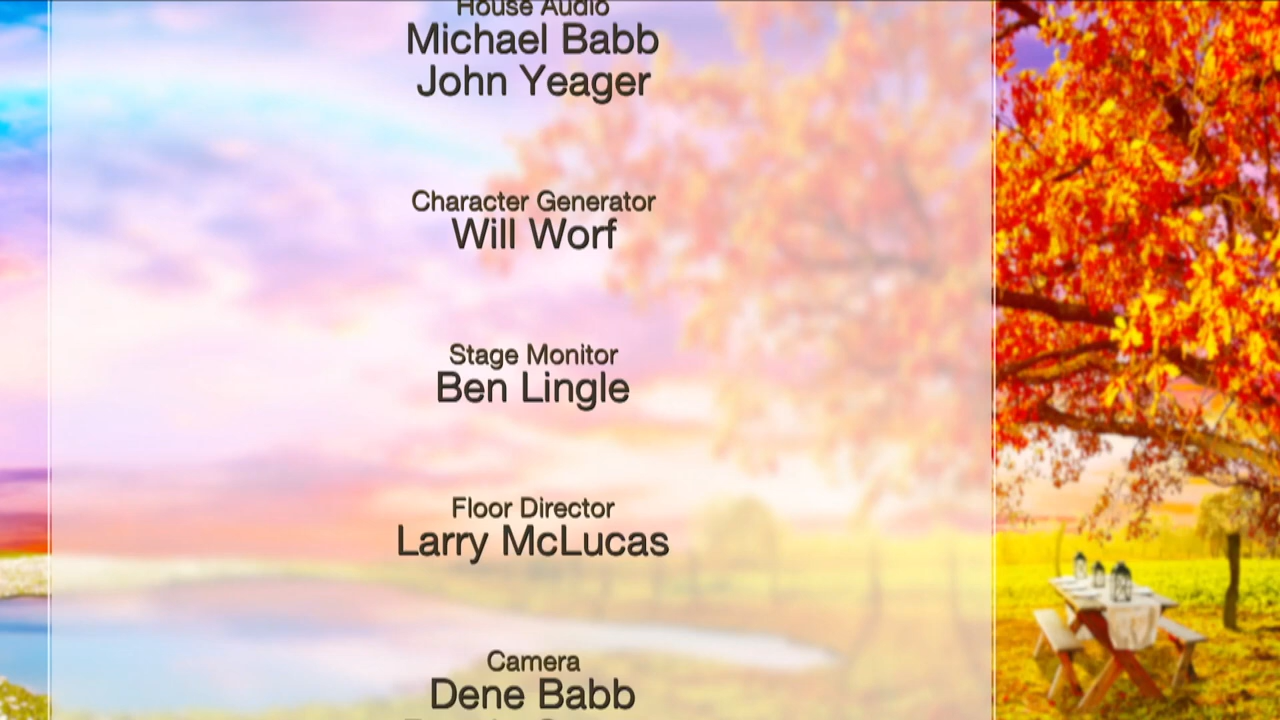 House Audio
Michael Babb
John Yeager
Character Generator
Will Worf
Stage Monitor
Ben Lingle
Floor Director
Larry McLucas
Camera
Dene Babb